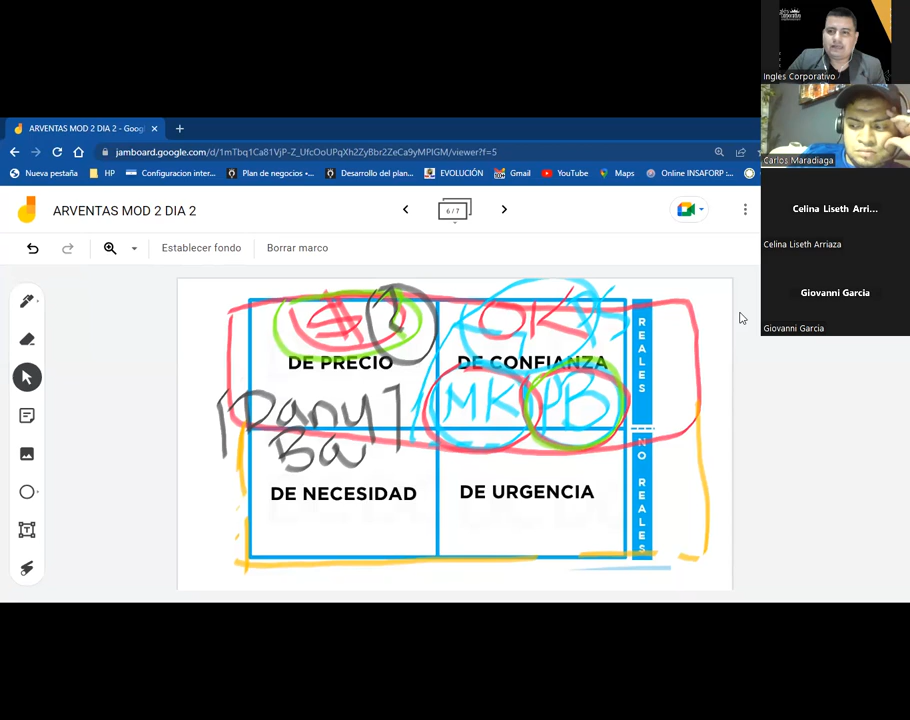 Ingles Corporativo
Carlos Maradiaga
Celina Liseth Arri...
Celina Liseth Arriaza
Giovanni Garcia
Giovanni Garcia
ARVENTAS MOD 2 DIA 2 - Goog
jamboard.google.com/d/1mTbq1Ca81VjP-Z_UfcOoUPqXh2ZyBbr2ZeCa9yMPIGM/viewer?f=5
Nueva pestaña
HP
Configuracion inter...
Plan de negocios -...
Desarrollo del plan...
EVOLUCIÓN
Gmail
YouTube
Maps
Online INSAFORP:...
ARVENTAS MOD 2 DIA 2
6/7
Establecer fondo
Borrar marco
$ ?
OK
DE PRECIO
DE CONFIANZA
REALES
[Dany]
Ba
MK PB
DE NECESIDAD
DE URGENCIA
NO REALES